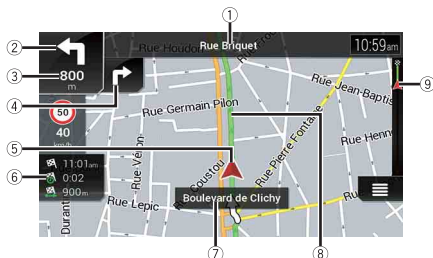 ①
②
Rue Houdon
Rue Briquet
10:59am
③
800
m
④
⑨
50
40
km/h
Rue Germain Pilon
Rue Jean-Baptis
⑤
Rue Véron
Rue Pierre Fontaine
Rue Henn
⑥
11:01am
0:02
900m
Coustou
Boulevard de Clichy
Rue
Durant
Rue Lepic
⑦
⑧